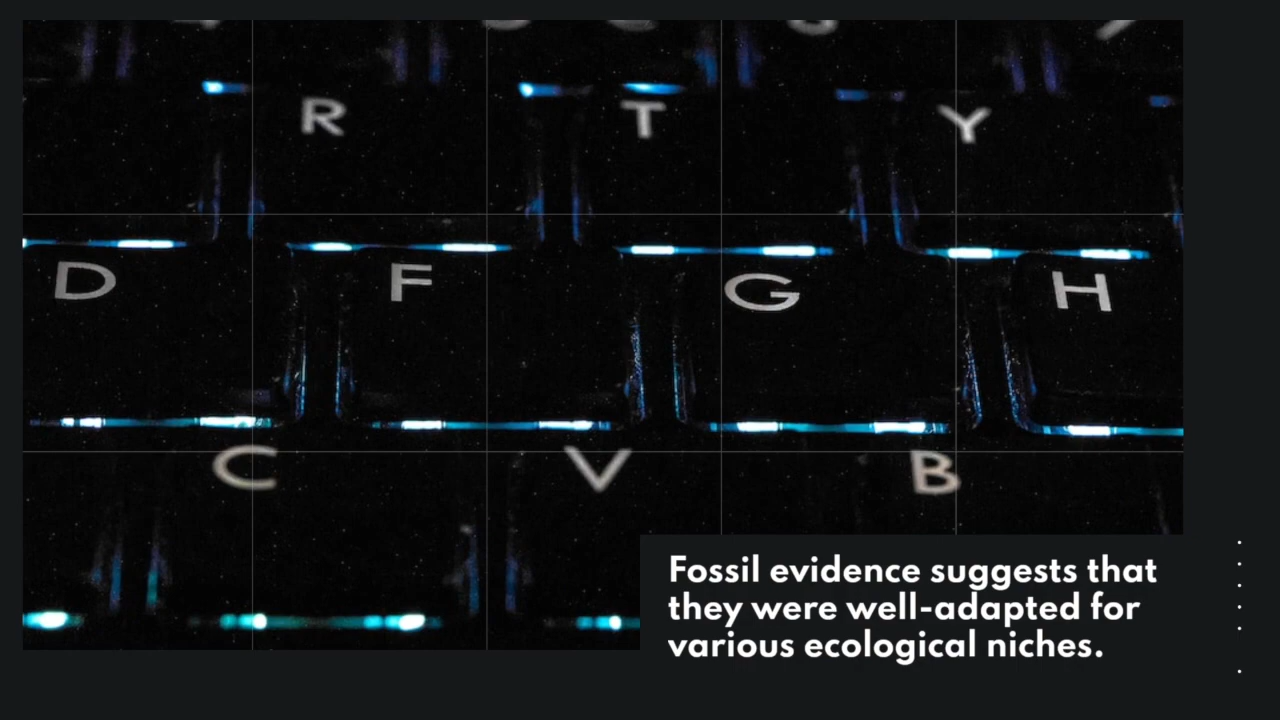 R T Y
D F G H
C V B
Fossil evidence suggests that
they were well-adapted for
various ecological niches.